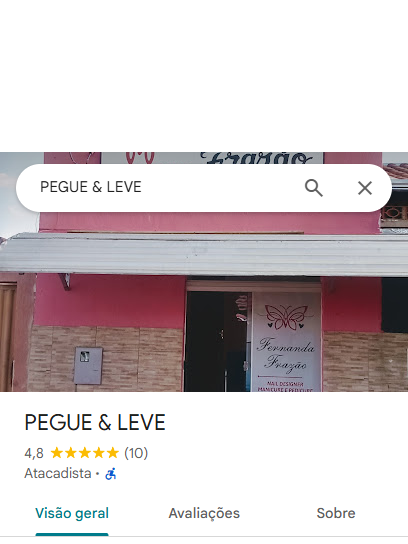 Frazão
PEGUE & LEVE
Fernanda
Frazão
NAIL DESIGNER
MANICURE E PEDICURE
PEGUE & LEVE
4,8 ★★★★★ (10)
Atacadista •
Visão geral Avaliações Sobre